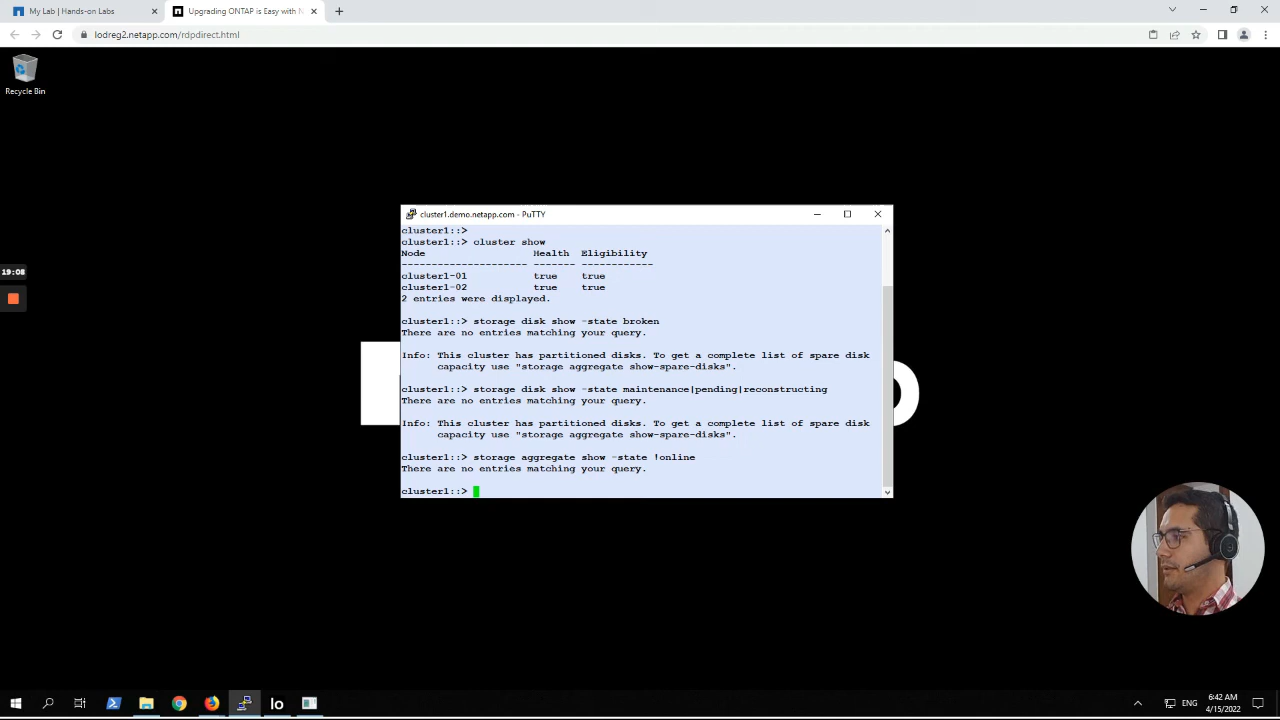 My Lab | Hands-on Labs
Upgrading ONTAP is Easy with N
lodreg2.netapp.com/rdpdirect.html
Recycle Bin
19:05
cluster1.demo.netapp.com - PuTTY
cluster1::>
cluster1::> cluster show
Node                  Health  Eligibility
--------------------- ------- ------------
cluster1-01           true    true
cluster1-02           true    true
2 entries were displayed.
cluster1::> storage disk show -state broken
There are no entries matching your query.
Info: This cluster has partitioned disks. To get a complete list of spare disk
capacity use "storage aggregate show-spare-disks".
cluster1::> storage disk show -state maintenance|pending|reconstructing
There are no entries matching your query.
Info: This cluster has partitioned disks. To get a complete list of spare disk
capacity use "storage aggregate show-spare-disks".
cluster1::> storage aggregate show -state !online
There are no entries matching your query.
cluster1::>
lo
ENG
6:42 AM
4/15/2022